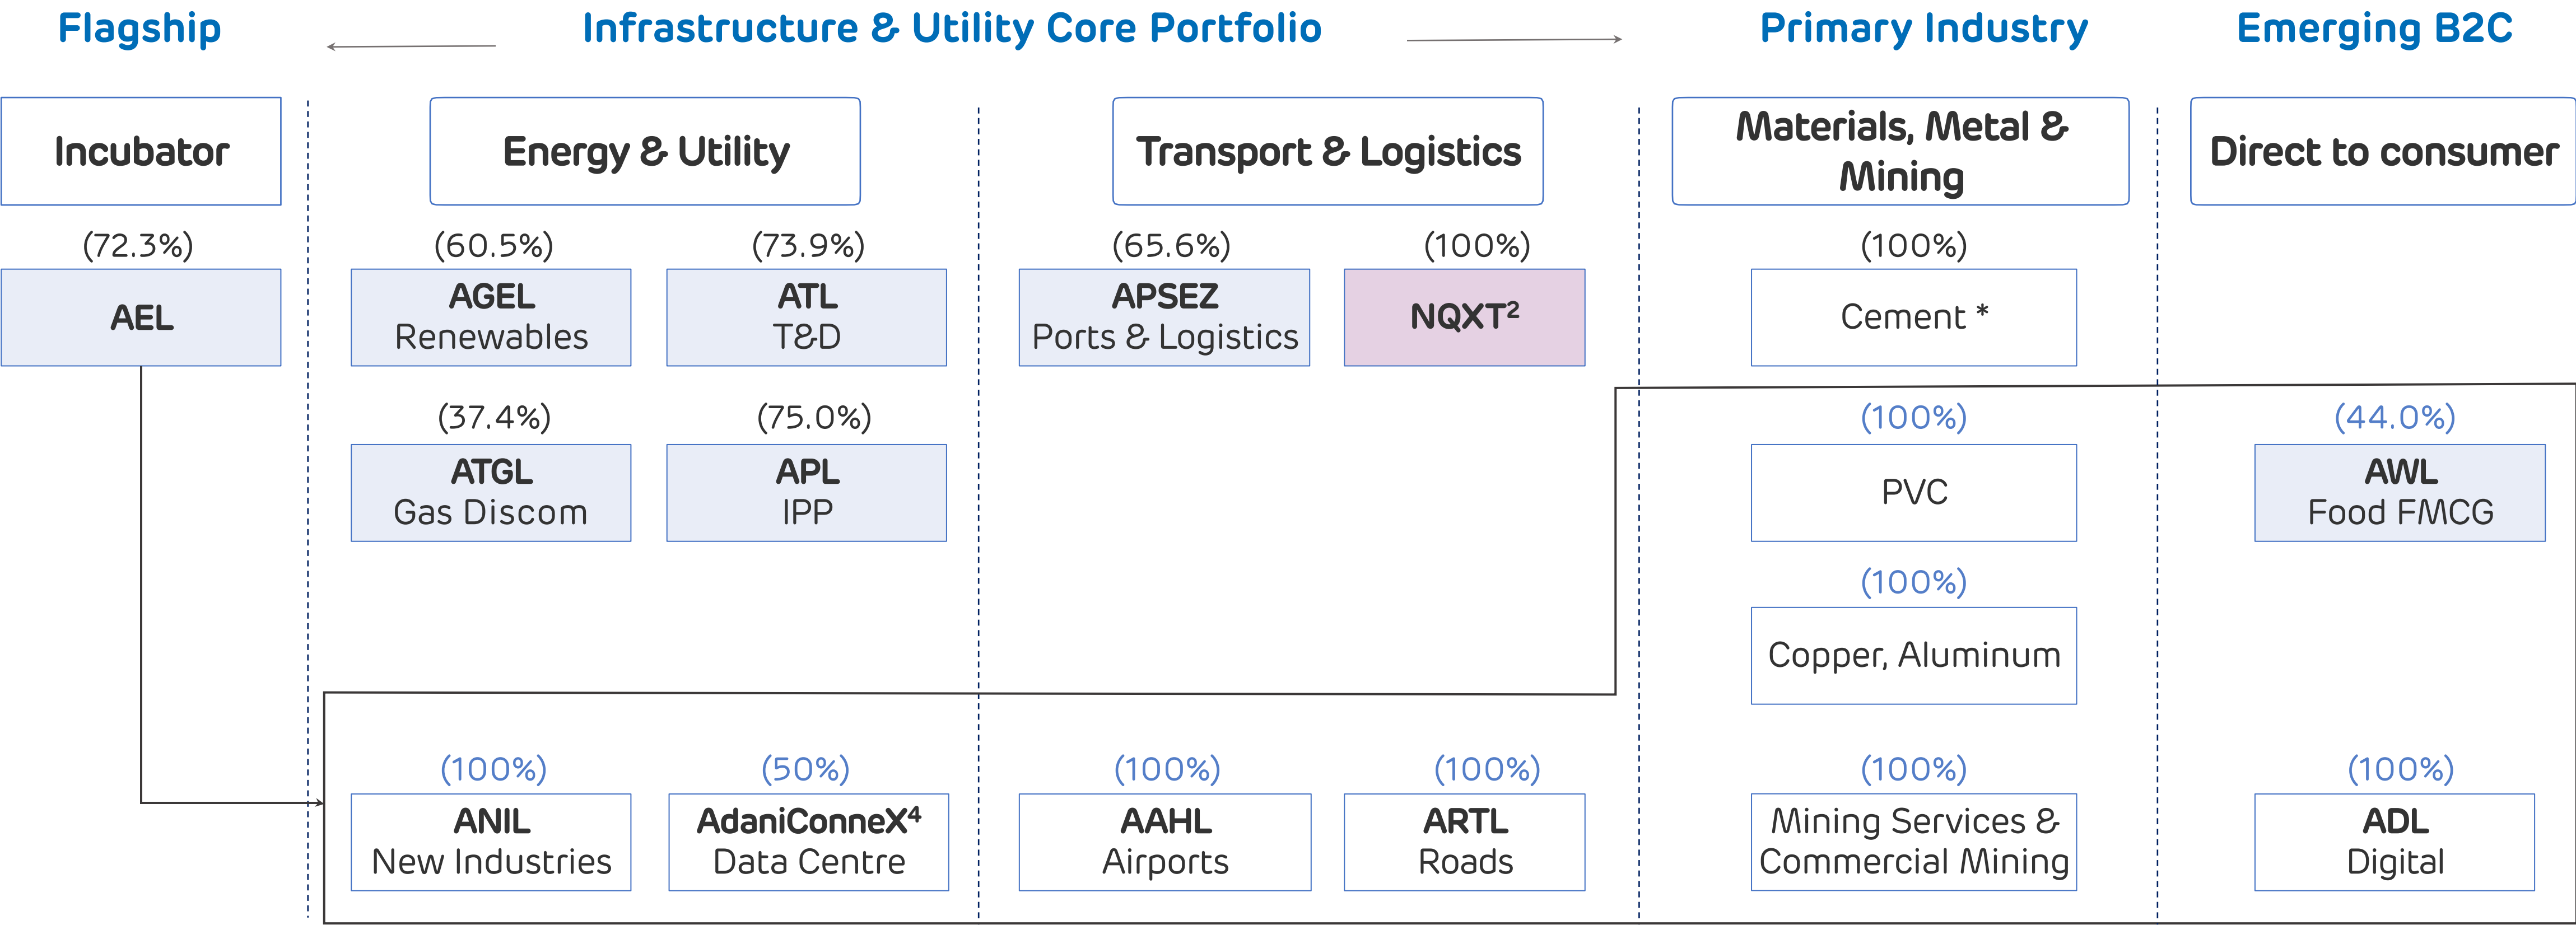 Flagship
Infrastructure & Utility Core Portfolio
Primary Industry
Emerging B2C
Incubator
Energy & Utility
Transport & Logistics
Materials, Metal &
Mining
Direct to consumer
(72.3%)
(60.5%)
(73.9%)
(65.6%)
(100%)
(100%)
AEL
AGEL
Renewables
ATL
T&D
APSEZ
Ports & Logistics
NQXT²
Cement *
(37.4%)
(75.0%)
(100%)
(44.0%)
ATGL
Gas Discom
APL
IPP
PVC
AWL
Food FMCG
(100%)
Copper, Aluminum
(100%)
(50%)
(100%)
(100%)
(100%)
(100%)
ANIL
New Industries
AdaniConneX⁴
Data Centre
AAHL
Airports
ARTL
Roads
Mining Services &
Commercial Mining
ADL
Digital